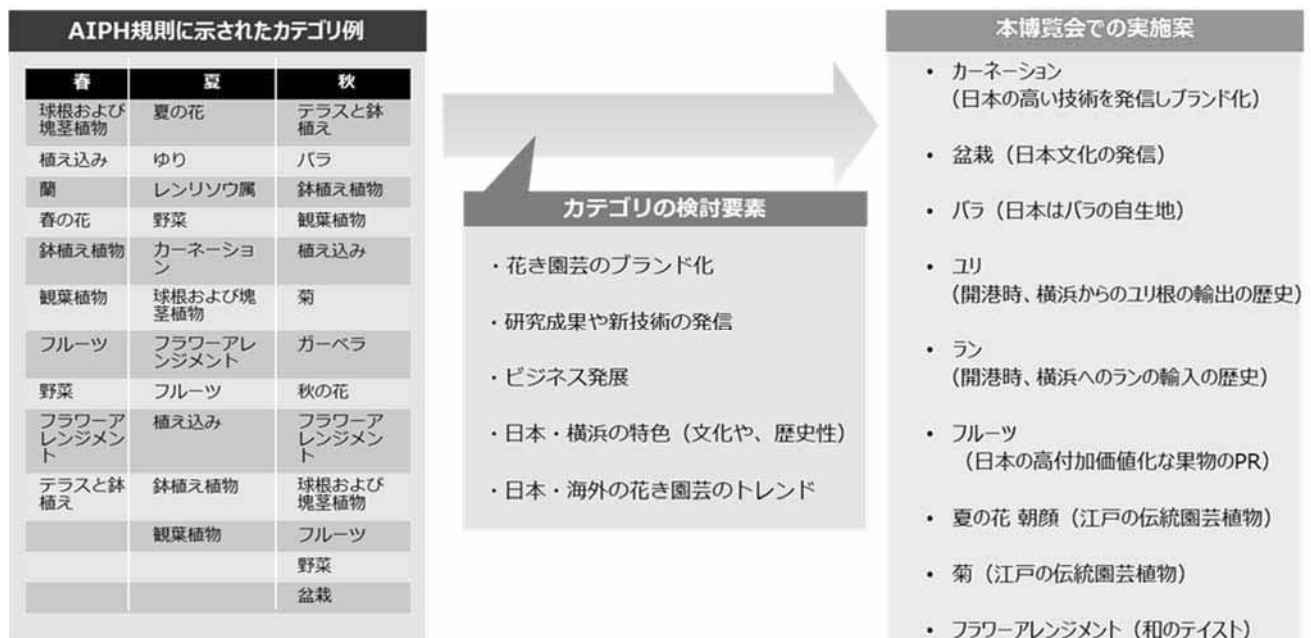 AIPH規則に示されたカテゴリ例
春 夏 秋
球根および塊茎植物 夏の花 テラスと鉢植え
植え込み ゆり バラ
蘭 レンリソウ属 鉢植え植物
春の花 野菜 観葉植物
鉢植え植物 カーネーション 植え込み
観葉植物 球根および塊茎植物 菊
フルーツ フラワーアレンジメント ガーベラ
野菜 フルーツ 秋の花
フラワーアレンジメント 植え込み フラワーアレンジメント
テラスと鉢植え 鉢植え植物 球根および塊茎植物
観葉植物 フルーツ
野菜
盆栽
カテゴリの検討要素
・花き園芸のブランド化
・研究成果や新技術の発信
・ビジネス発展
・日本・横浜の特色（文化や、歴史性）
・日本・海外の花き園芸のトレンド
本博覧会での実施案
• カーネーション
(日本の高い技術を発信しブランド化)
• 盆栽（日本文化の発信）
• バラ（日本はバラの自生地）
• ユリ
(開港時、横浜からのユリ根の輸出の歴史)
• ラン
(開港時、横浜へのランの輸入の歴史)
• フルーツ
（日本の高付加価値化な果物のPR）
• 夏の花 朝顔（江戸の伝統園芸植物）
• 菊（江戸の伝統園芸植物）
• フラワーアレンジメント（和のテイスト）